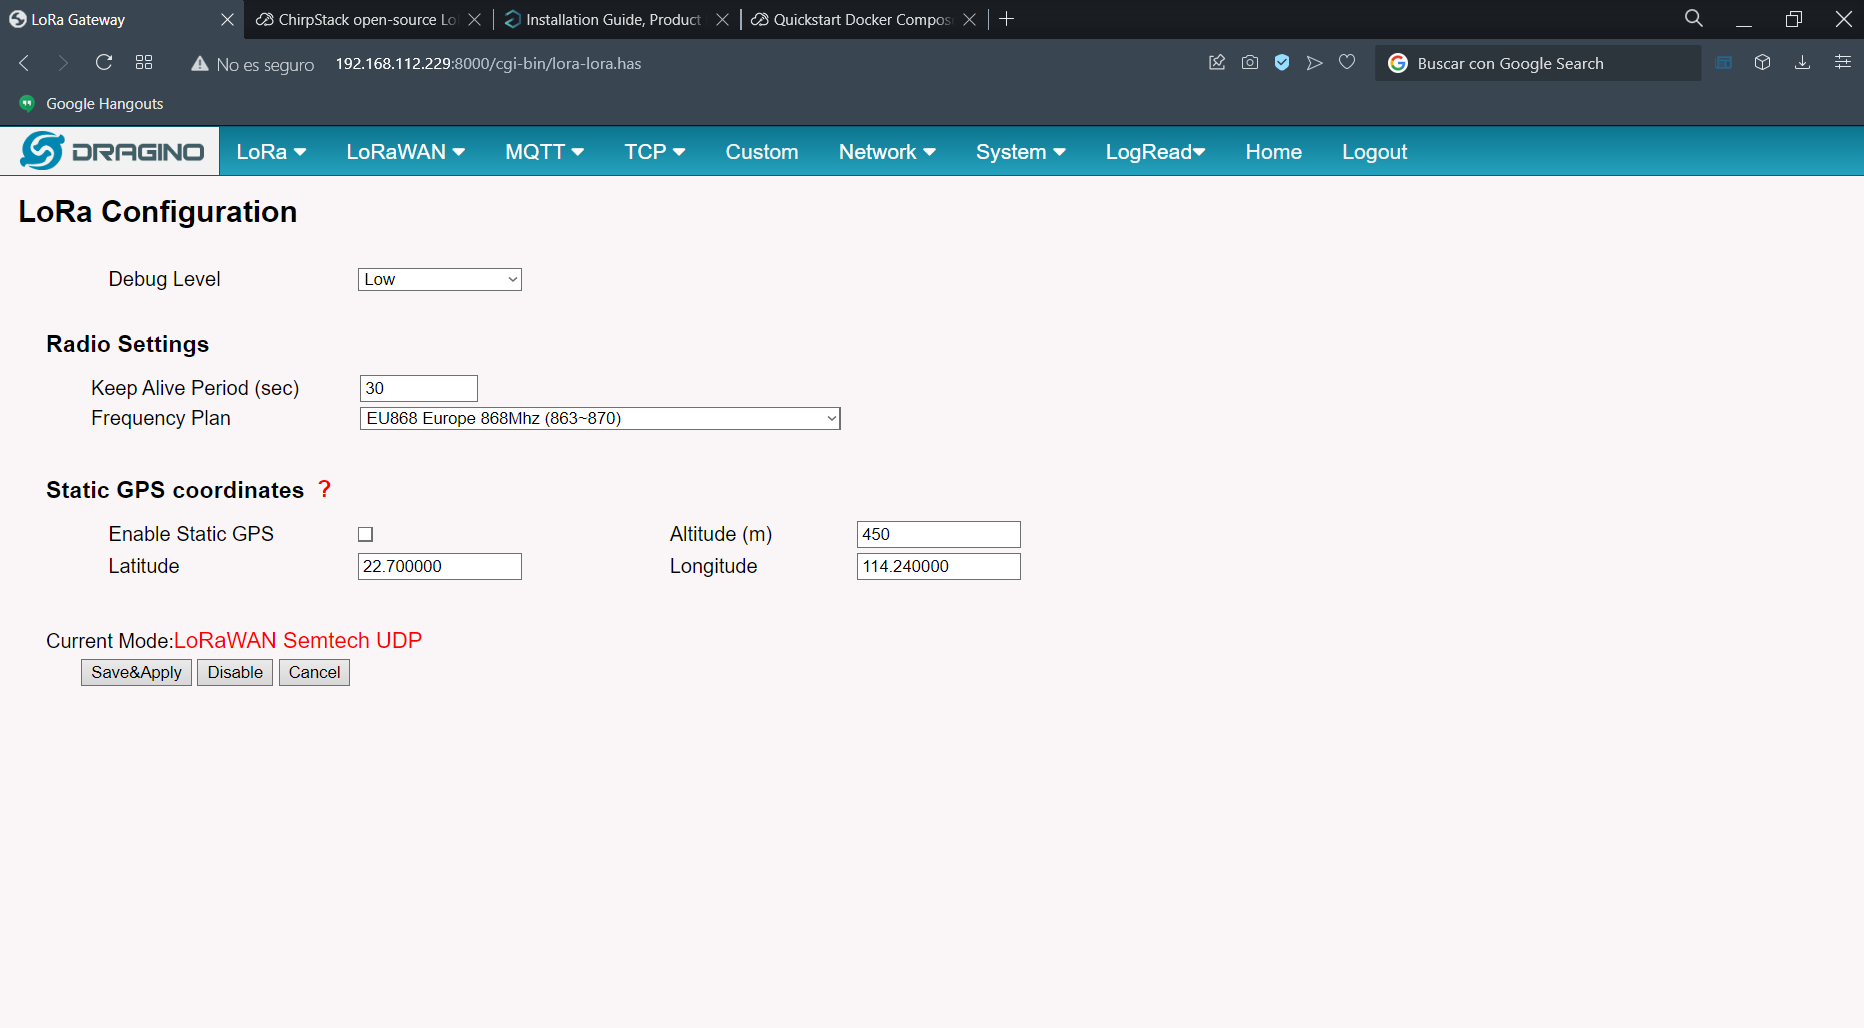 LoRa Gateway
ChirpStack open-source Lo
Installation Guide, Product
Quickstart Docker Compos
No es seguro 192.168.112.229:8000/cgi-bin/lora-lora.has
Buscar con Google Search
Google Hangouts
DRAGINO LoRa LoRaWAN MQTT TCP Custom Network System LogRead Home Logout
LoRa Configuration
Debug Level Low
Radio Settings
Keep Alive Period (sec) 30
Frequency Plan EU868 Europe 868Mhz (863~870)
Static GPS coordinates ?
Enable Static GPS Altitude (m) 450
Latitude 22.700000 Longitude 114.240000
Current Mode:LoRaWAN Semtech UDP
Save&Apply Disable Cancel